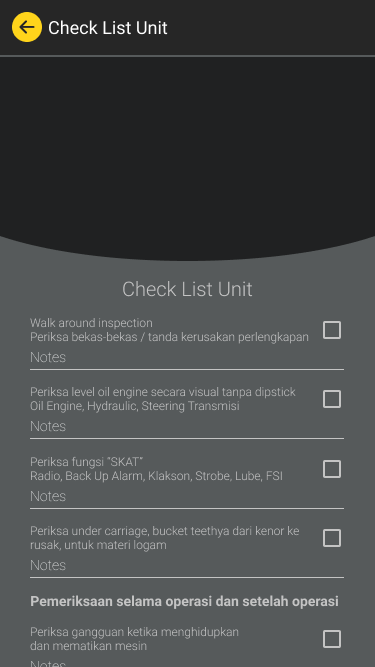 Check List Unit
Check List Unit
Walk around inspection
Periksa bekas-bekas / tanda kerusakan perlengkapan
Notes
Periksa level oil engine secara visual tanpa dipstick
Oil Engine, Hydraulic, Steering Transmisi
Notes
Periksa fungsi “SKAT”
Radio, Back Up Alarm, Klakson, Strobe, Lube, FSI
Notes
Periksa under carriage, bucket teethya dari kenor ke
rusak, untuk materi logam
Notes
Pemeriksaan selama operasi dan setelah operasi
Periksa gangguan ketika menghidupkan
dan mematikan mesin
Notes